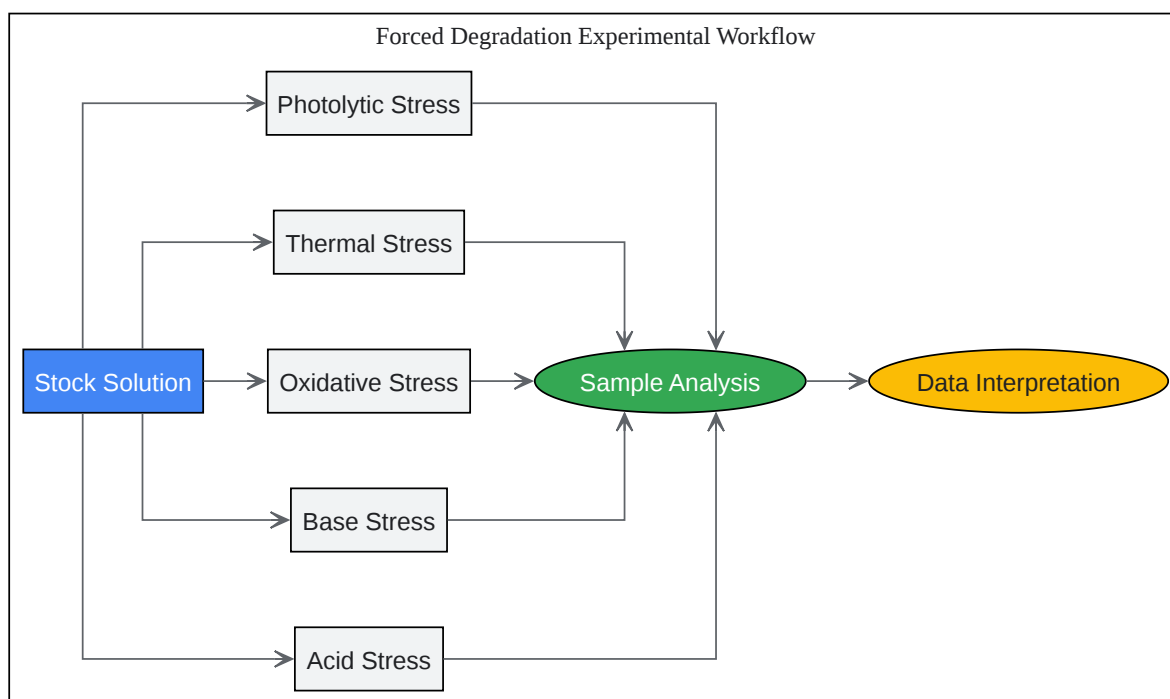 Forced Degradation Experimental Workflow
Photolytic Stress
Thermal Stress
Stock Solution
Oxidative Stress
Sample Analysis
Data Interpretation
Base Stress
Acid Stress